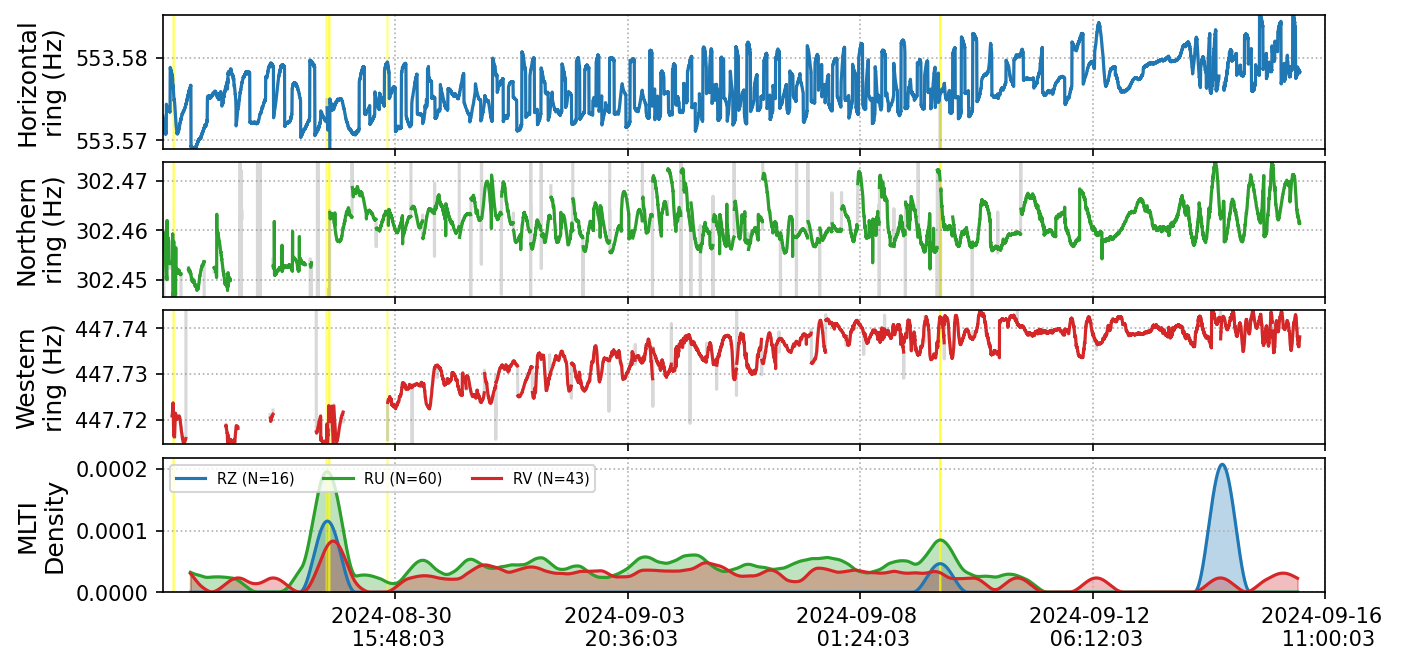 Horizontal
ring (Hz)
553.58
553.57
Northern
ring (Hz)
302.47
302.46
302.45
Western
ring (Hz)
447.74
447.73
447.72
MLTI
Density
0.0002
0.0001
0.0000
RZ (N=16) RU (N=60) RV (N=43)
2024-08-30 2024-09-03 2024-09-08 2024-09-12 2024-09-16
15:48:03 20:36:03 01:24:03 06:12:03 11:00:03